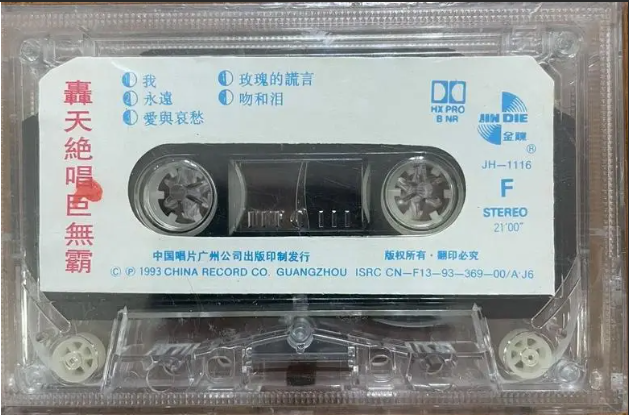 轟天絶唱巨無霸
我
永遠
愛與哀愁
玫瑰的謊言
吻和泪
HX PRO
B NR
JIN DIE
金碟
®
JH-1116
F
STEREO
21'00"
中国唱片广州公司出版印制发行
版权所有·翻印必究
© ℗ 1993 CHINA RECORD CO. GUANGZHOU ISRC CN-F13-93-369-00/A·J6